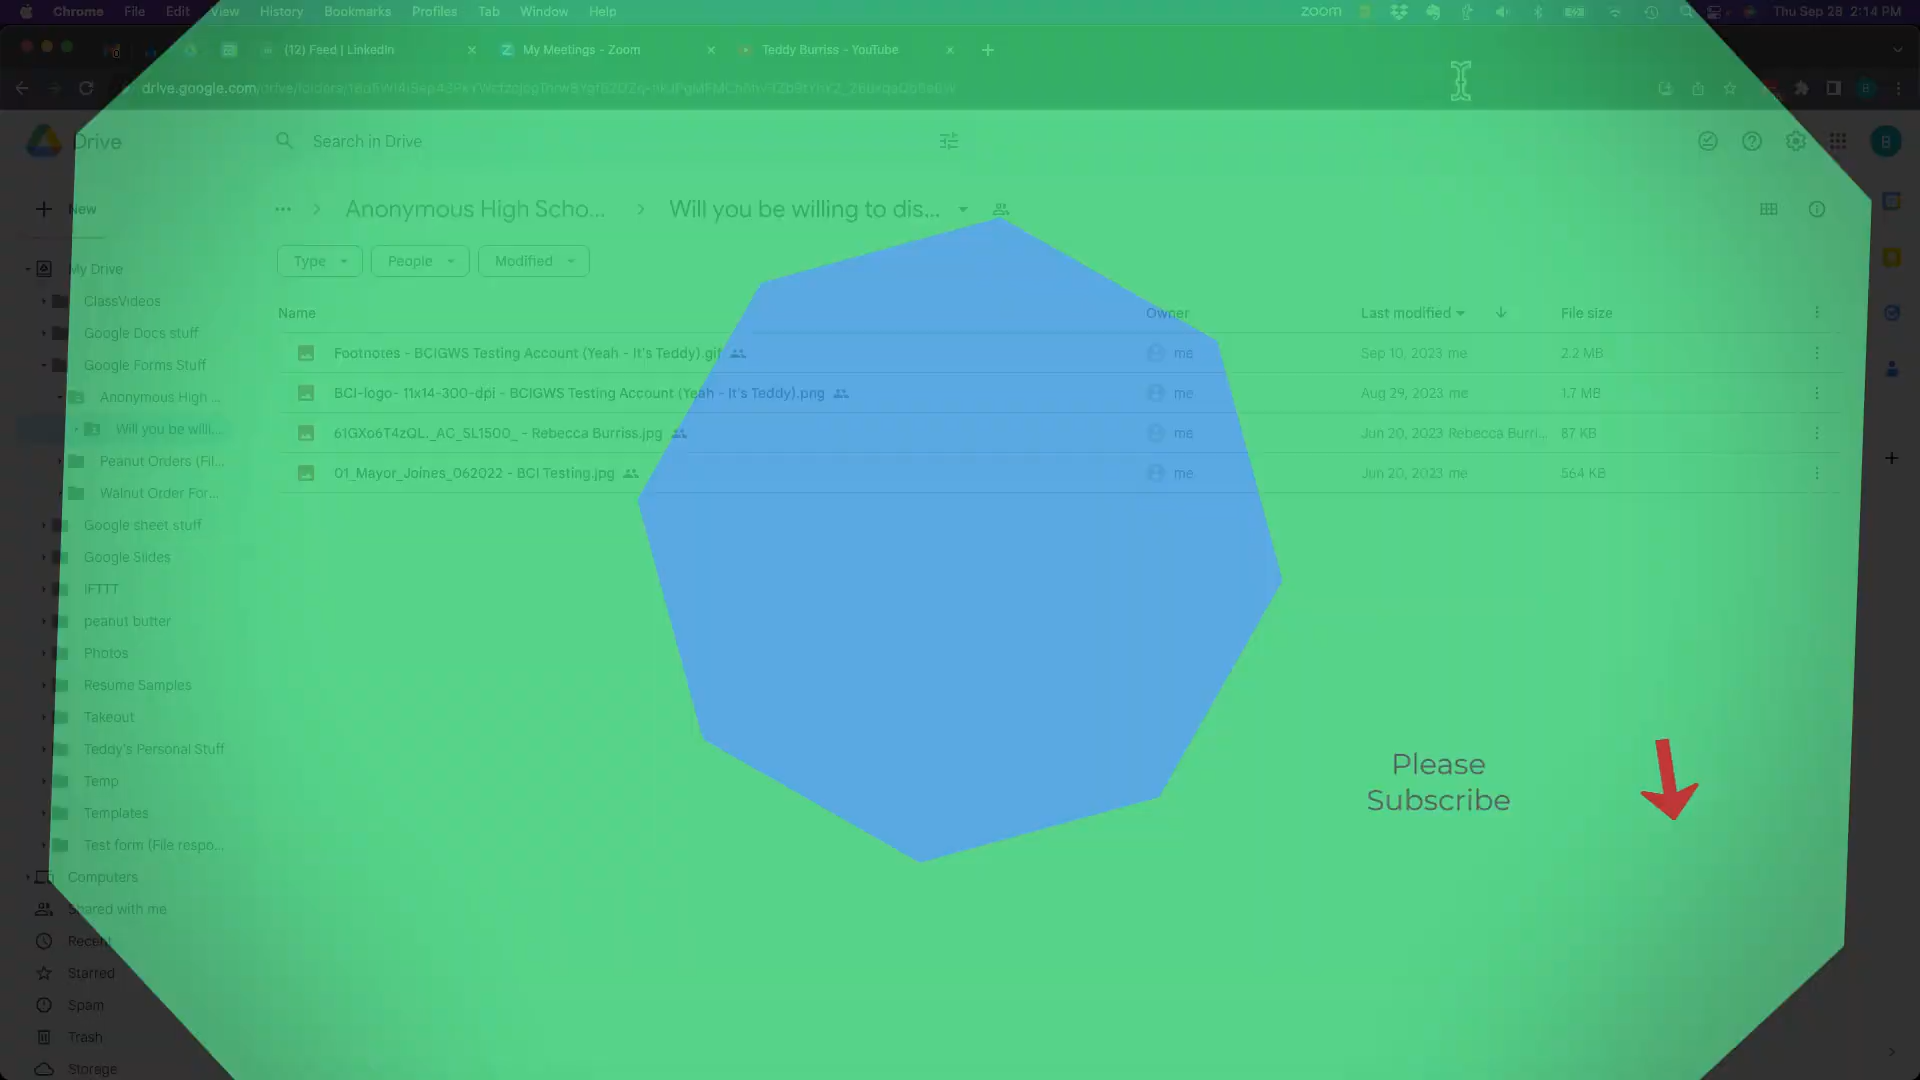 Chrome File Edit View History Bookmarks Profiles Tab Window Help zoom Thu Sep 28 2:14 PM
(12) Feed | LinkedIn My Meetings - Zoom Teddy Burriss - YouTube
drive.google.com
Drive Search in Drive B
New ... Anonymous High Scho... Will you be willing to dis...
Type People Modified
My Drive
ClassVideos
Google Docs stuff
Google Forms Stuff
Anonymous High ...
Will you be willi...
Peanut Orders (Fil...
Walnut Order For...
Google sheet stuff
Google Slides
IFTTT
peanut butter
Photos
Resume Samples
Takeout
Teddy's Personal Stuff
Temp
Templates
Test form (File respo...
Computers
Shared with me
Recent
Starred
Spam
Trash
Storage
Name Owner Last modified File size
Footnotes - BCIGWS Testing Account (Yeah - It's Teddy).gif me Sep 10, 2023 me 2.2 MB
BCI-logo- 11x14-300-dpi - BCIGWS Testing Account (Yeah - It's Teddy).png me Aug 29, 2023 me 1.7 MB
61GXo6T4zQL._AC_SL1500_ - Rebecca Burriss.jpg me Jun 20, 2023 Rebecca Burri... 87 KB
01_Mayor_Joines_062022 - BCI Testing.jpg me Jun 20, 2023 me 564 KB
Please
Subscribe